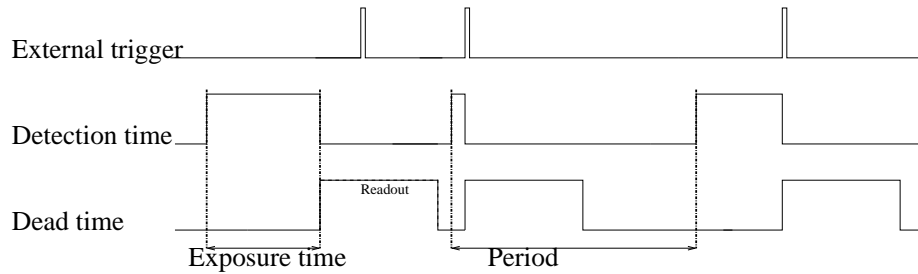 External trigger
Detection time
Readout
Dead time
Exposure time
Period